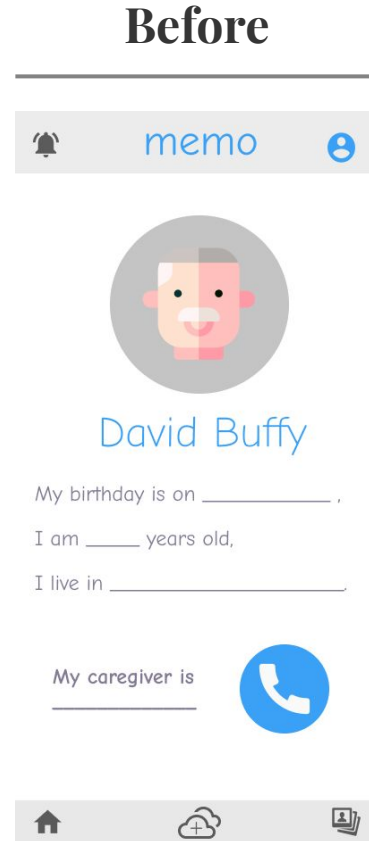 Before
memo
David Buffy
My birthday is on ____________ ,
I am _____ years old,
I live in ______________________.
My caregiver is
______________